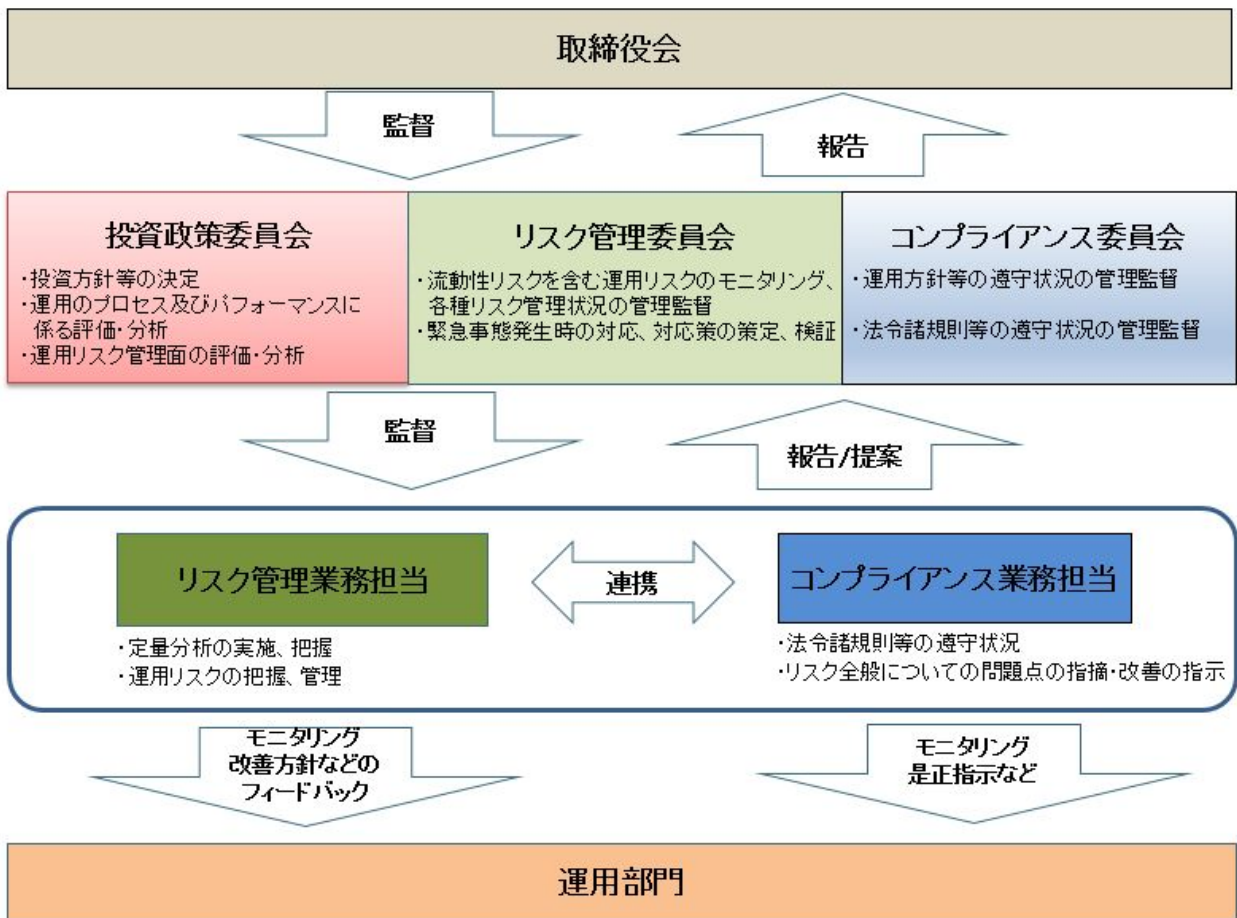 取締役会
監督
報告
投資政策委員会
・投資方針等の決定
・運用のプロセス及びパフォーマンスに
係る評価・分析
・運用リスク管理面の評価・分析
リスク管理委員会
・流動性リスクを含む運用リスクのモニタリング、
各種リスク管理状況の管理監督
・緊急事態発生時の対応、対応策の策定、検証
コンプライアンス委員会
・運用方針等の遵守状況の管理監督
・法令諸規則等の遵守状況の管理監督
監督
報告/提案
リスク管理業務担当
・定量分析の実施、把握
・運用リスクの把握、管理
連携
コンプライアンス業務担当
・法令諸規則等の遵守状況
・リスク全般についての問題点の指摘・改善の指示
モニタリング
改善方針などの
フィードバック
モニタリング
是正指示など
運用部門